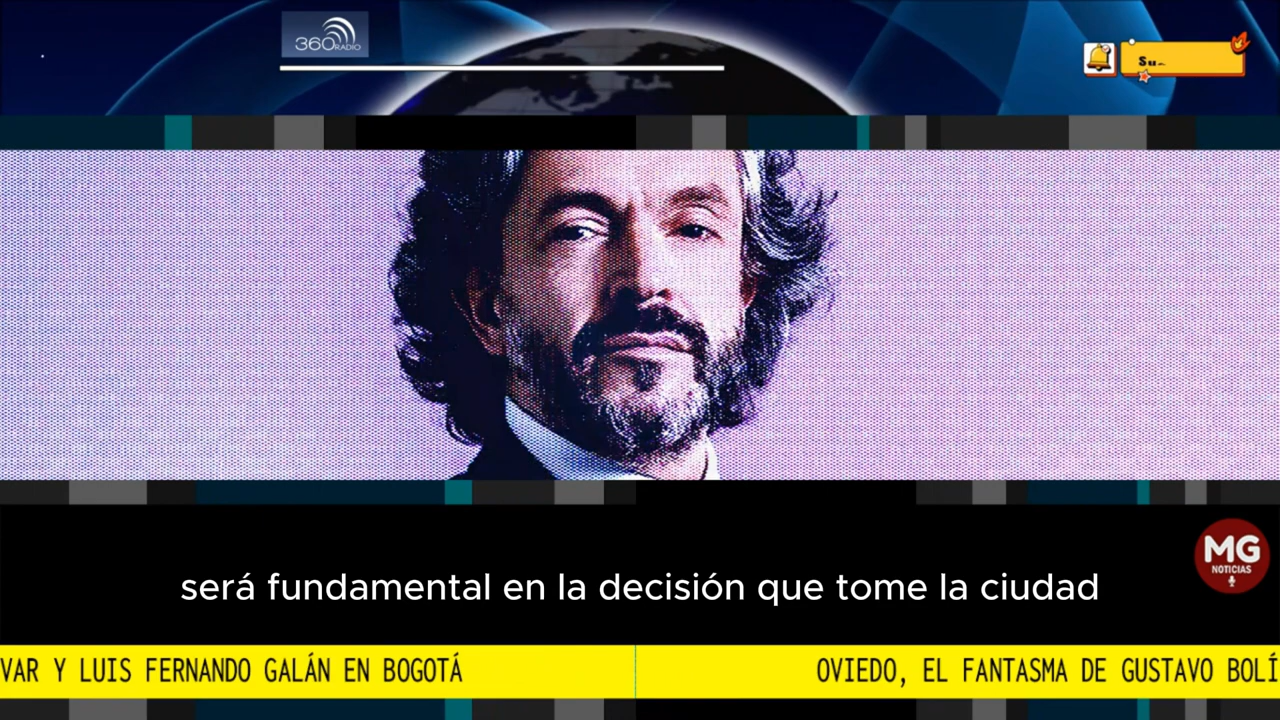 360RADIO
Su
será fundamental en la decisión que tome la ciudad
MG
NOTICIAS
VAR Y LUIS FERNANDO GALÁN EN BOGOTÁ
OVIEDO, EL FANTASMA DE GUSTAVO BOLÍ